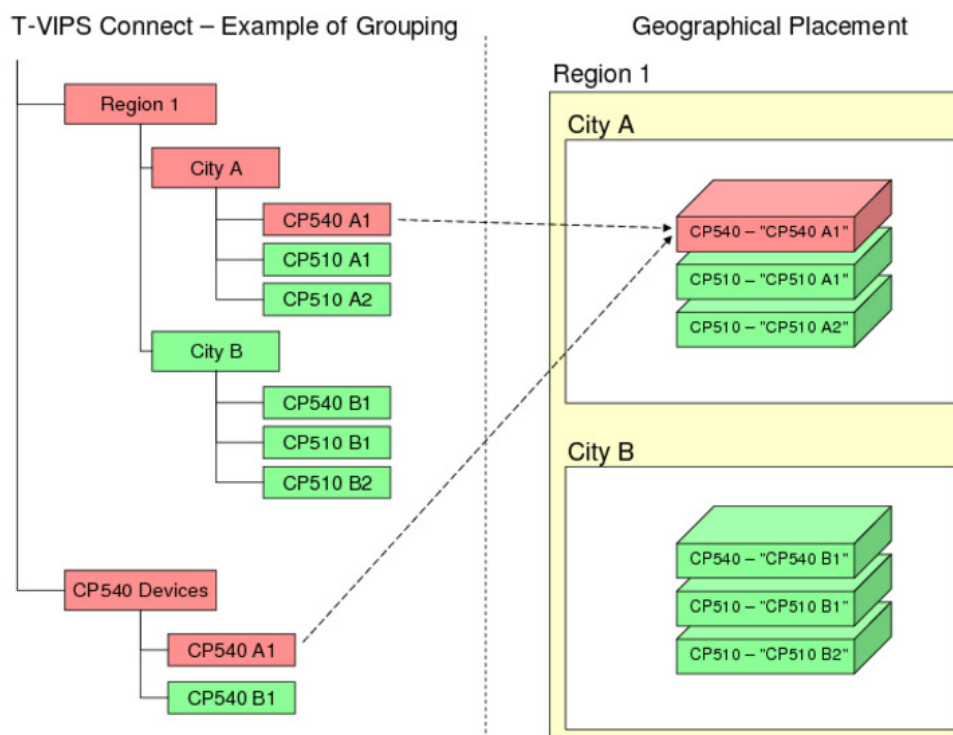 T-VIPS Connect – Example of Grouping
Region 1
City A
CP540 A1
CP510 A1
CP510 A2
City B
CP540 B1
CP510 B1
CP510 B2
CP540 Devices
CP540 A1
CP540 B1
Geographical Placement
Region 1
City A
CP540 – "CP540 A1"
CP510 – "CP510 A1"
CP510 – "CP510 A2"
City B
CP540 – "CP540 B1"
CP510 – "CP510 B1"
CP510 – "CP510 B2"